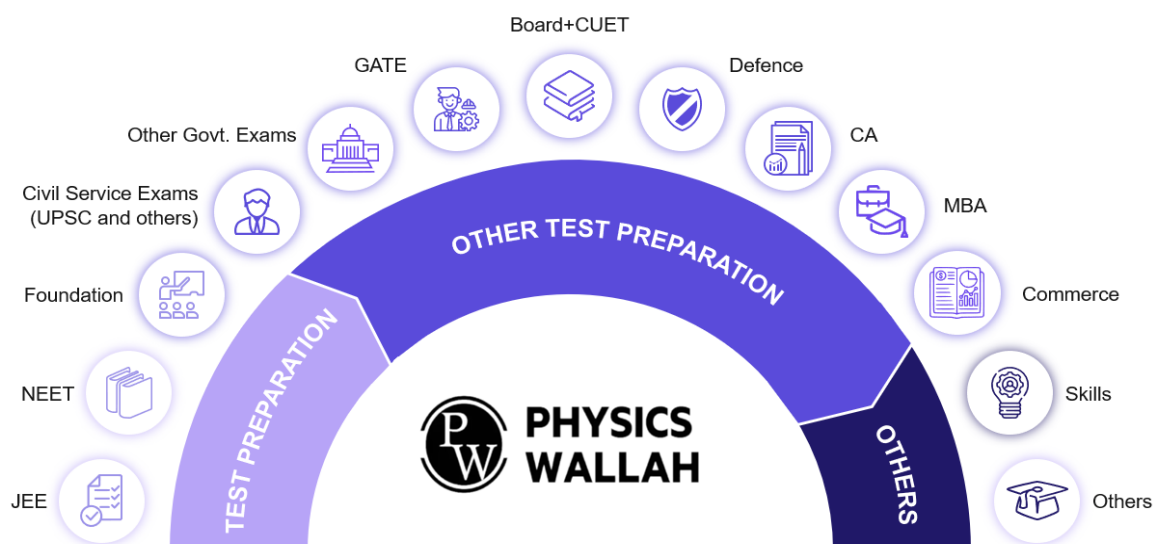 Board+CUET
GATE
Defence
Other Govt. Exams
CA
Civil Service Exams
(UPSC and others)
MBA
Foundation
Commerce
NEET
Skills
JEE
Others
TEST PREPARATION
OTHER TEST PREPARATION
OTHERS
PW
PHYSICS
WALLAH